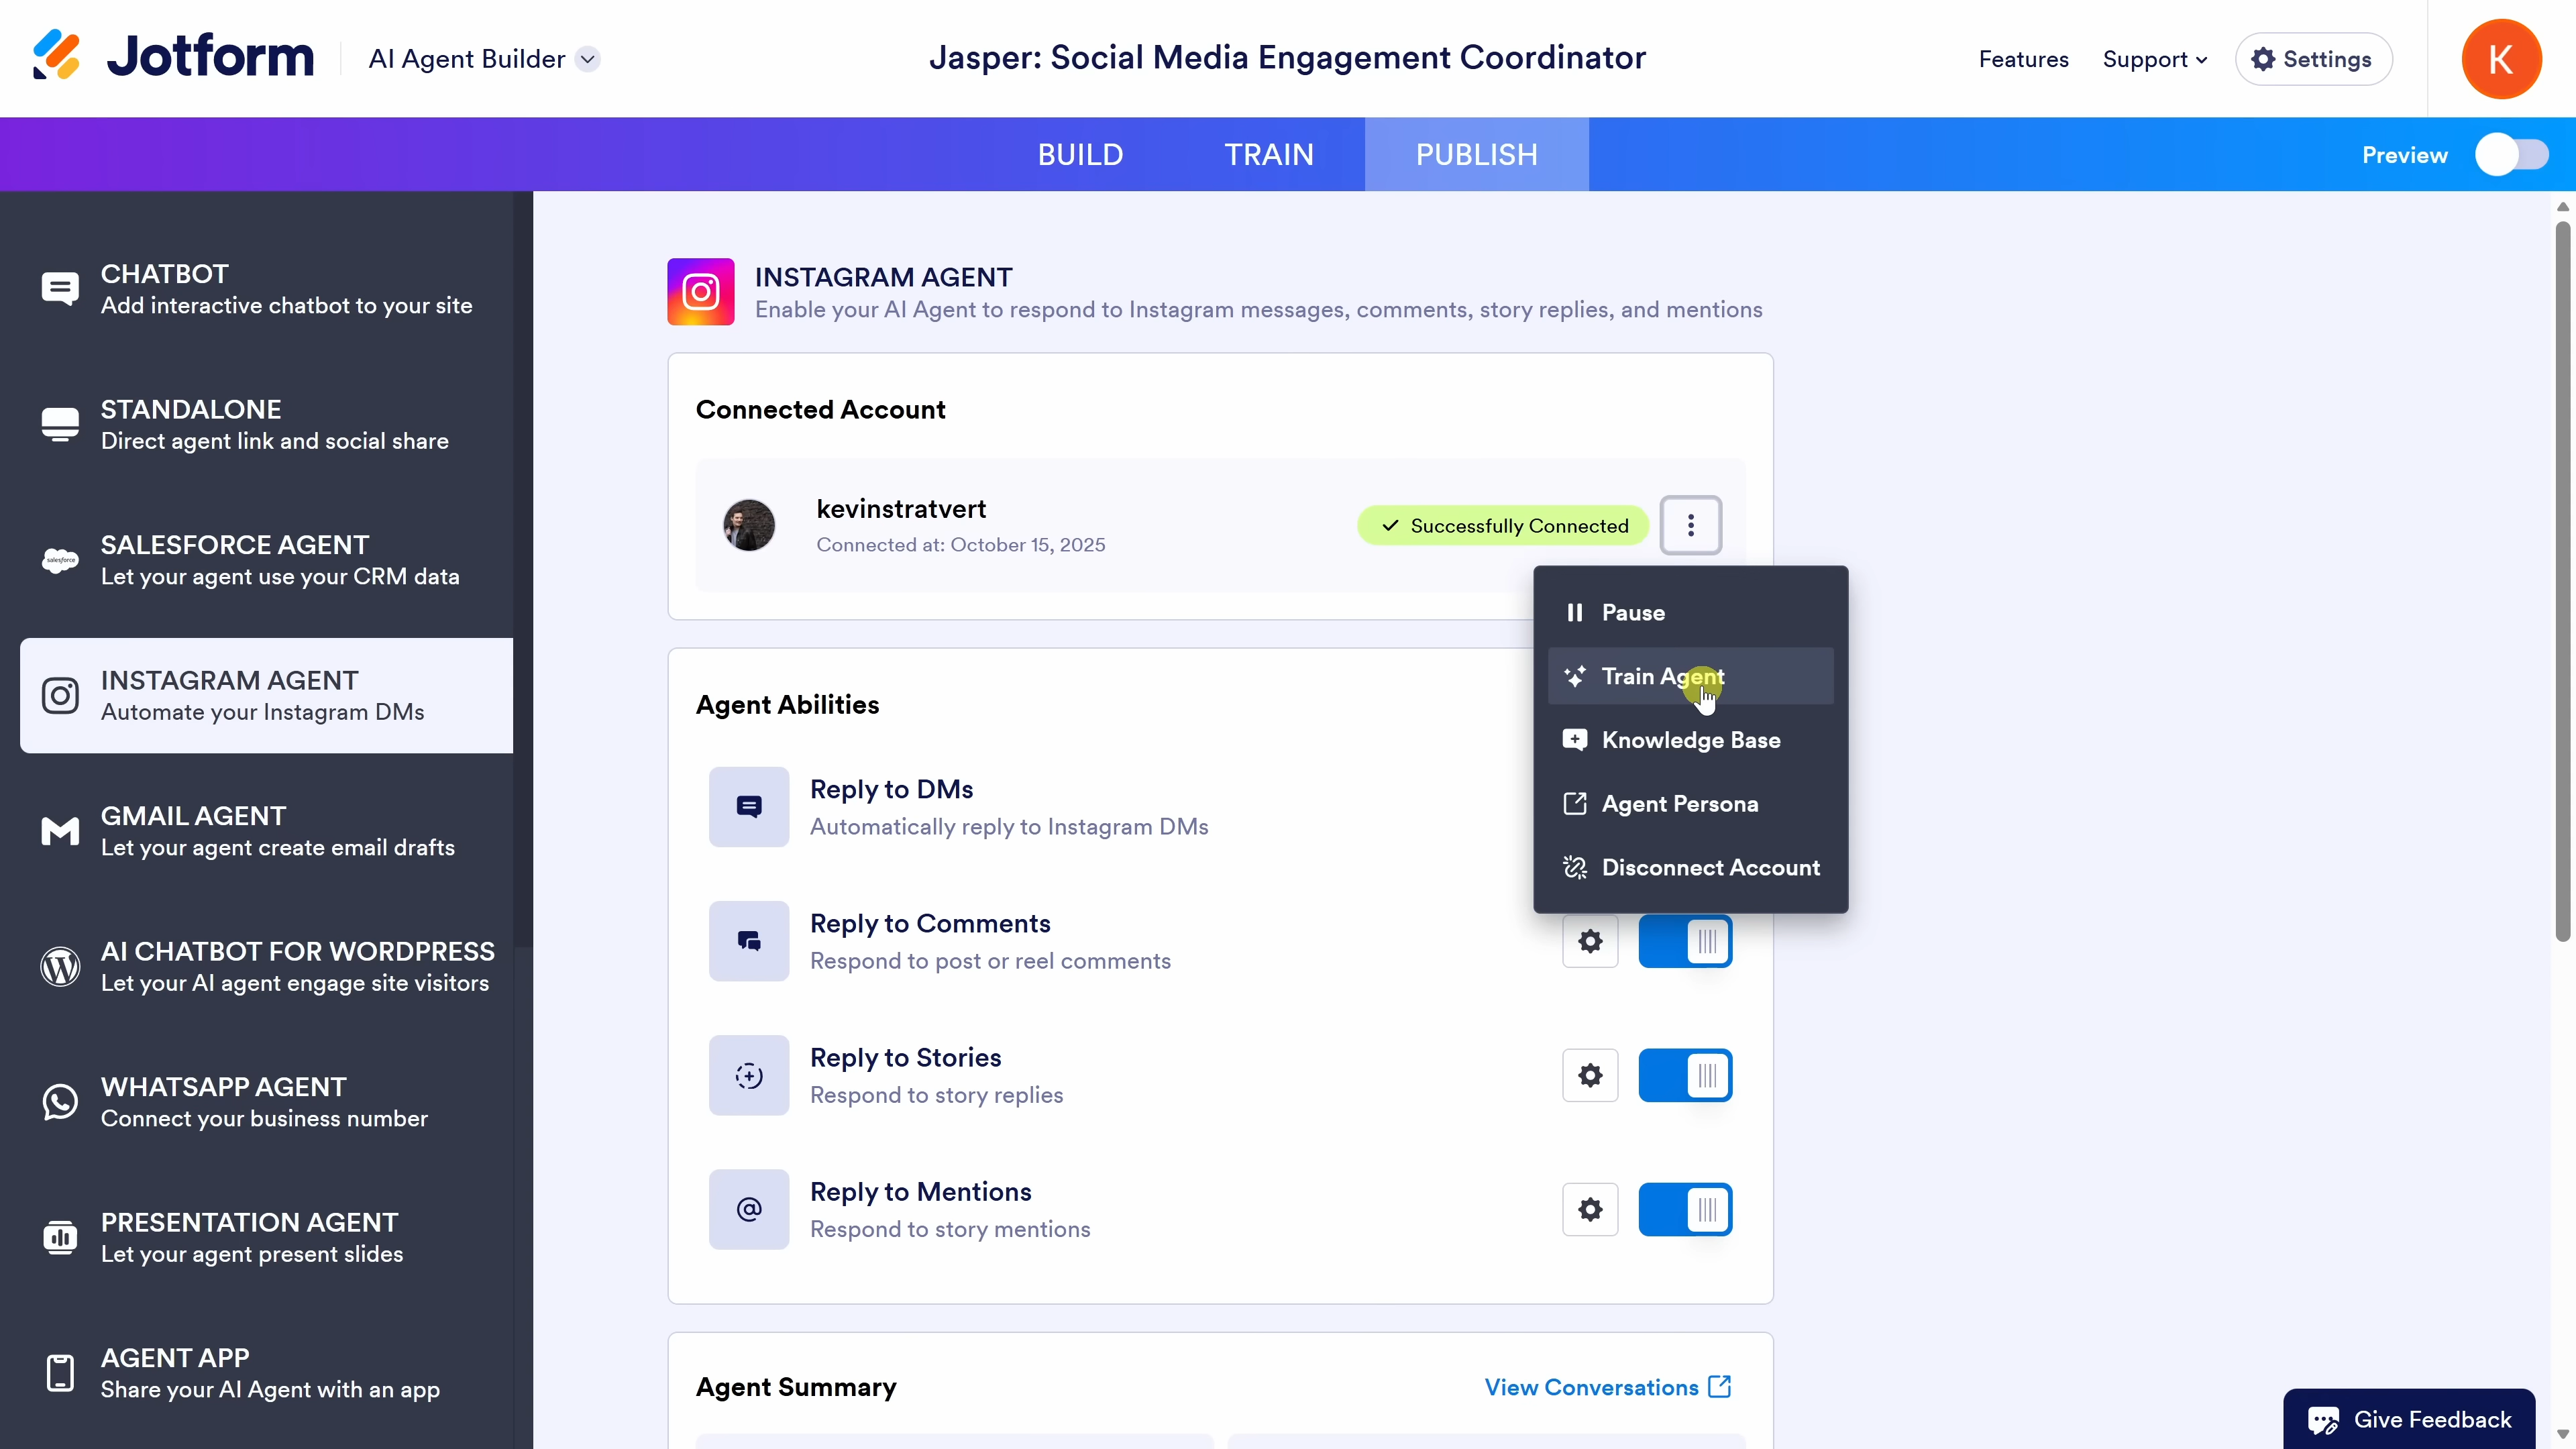 Jotform
AI Agent Builder
Jasper: Social Media Engagement Coordinator
Features
Support
Settings
K
BUILD
TRAIN
PUBLISH
Preview
CHATBOT
Add interactive chatbot to your site
STANDALONE
Direct agent link and social share
salesforce
SALESFORCE AGENT
Let your agent use your CRM data
INSTAGRAM AGENT
Automate your Instagram DMs
GMAIL AGENT
Let your agent create email drafts
AI CHATBOT FOR WORDPRESS
Let your AI agent engage site visitors
WHATSAPP AGENT
Connect your business number
PRESENTATION AGENT
Let your agent present slides
AGENT APP
Share your AI Agent with an app
INSTAGRAM AGENT
Enable your AI Agent to respond to Instagram messages, comments, story replies, and mentions
Connected Account
kevinstratvert
Connected at: October 15, 2025
Successfully Connected
Pause
Train Agent
Knowledge Base
Agent Persona
Disconnect Account
Agent Abilities
Reply to DMs
Automatically reply to Instagram DMs
Reply to Comments
Respond to post or reel comments
Reply to Stories
Respond to story replies
Reply to Mentions
Respond to story mentions
Agent Summary
View Conversations
Give Feedback